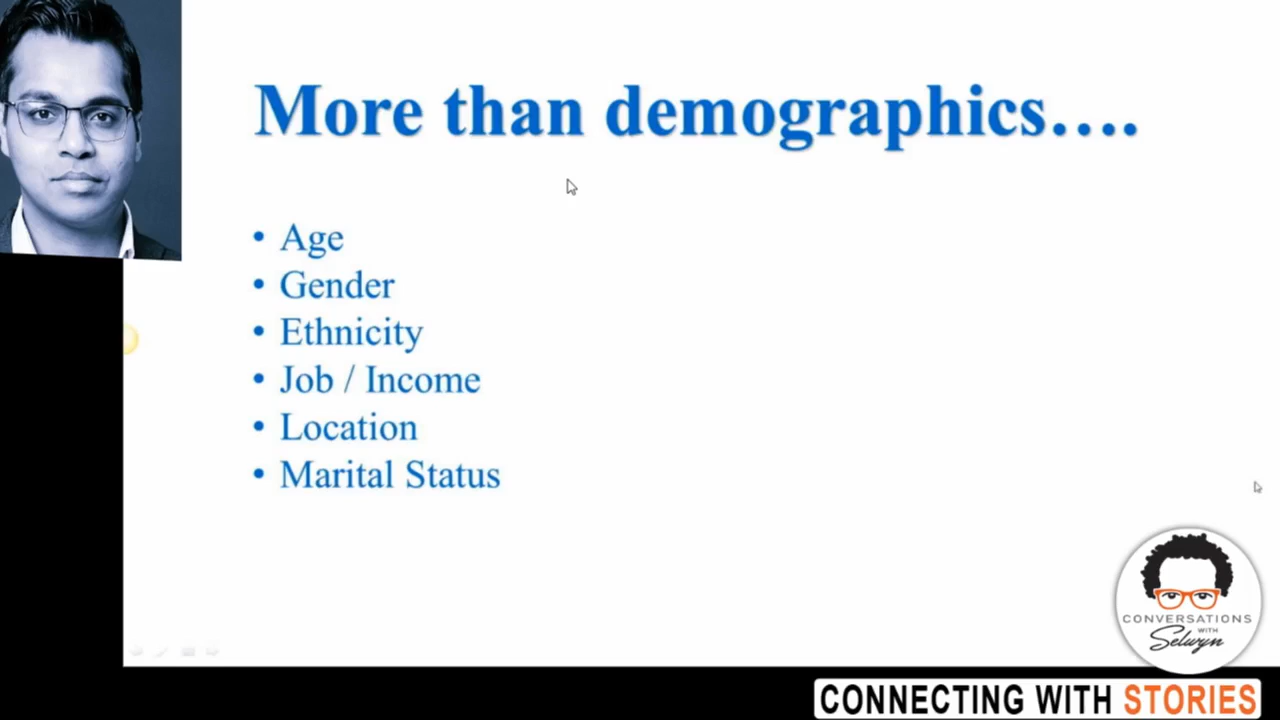 More than demographics….
• Age
• Gender
• Ethnicity
• Job / Income
• Location
• Marital Status
CONVERSATIONS
WITH
Selwyn
CONNECTING WITH STORIES